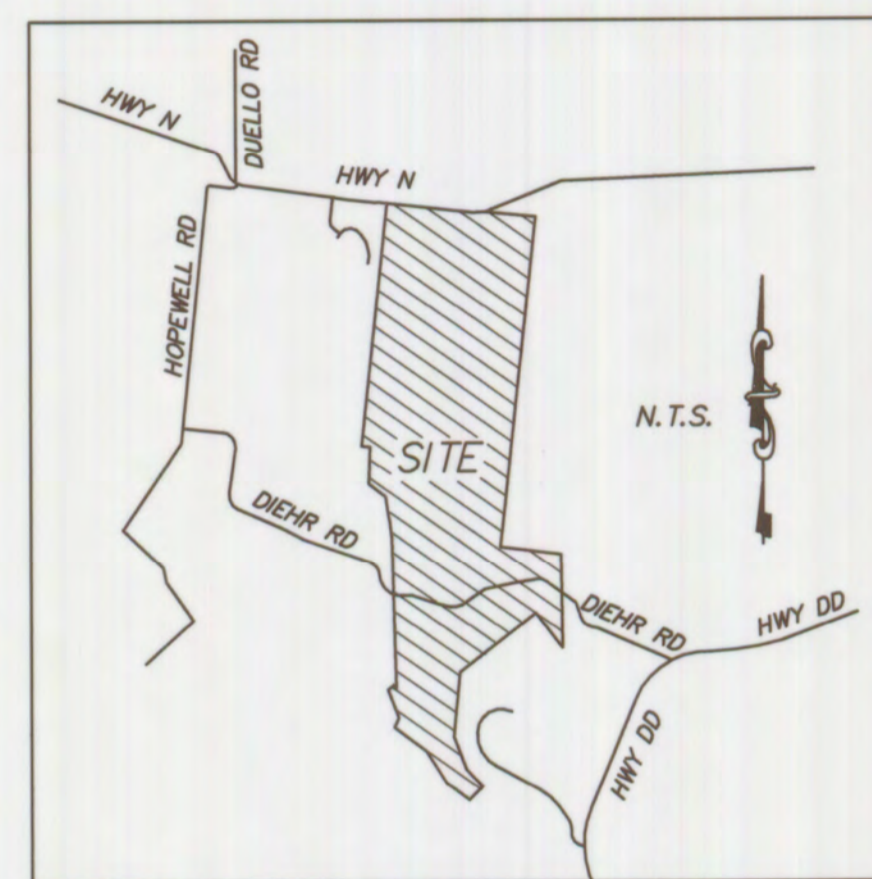 HWY N
DUELLO RD
HWY N
HOPEWELL RD
N.T.S.
SITE
DIEHR RD
DIEHR RD
HWY DD
HWY DD